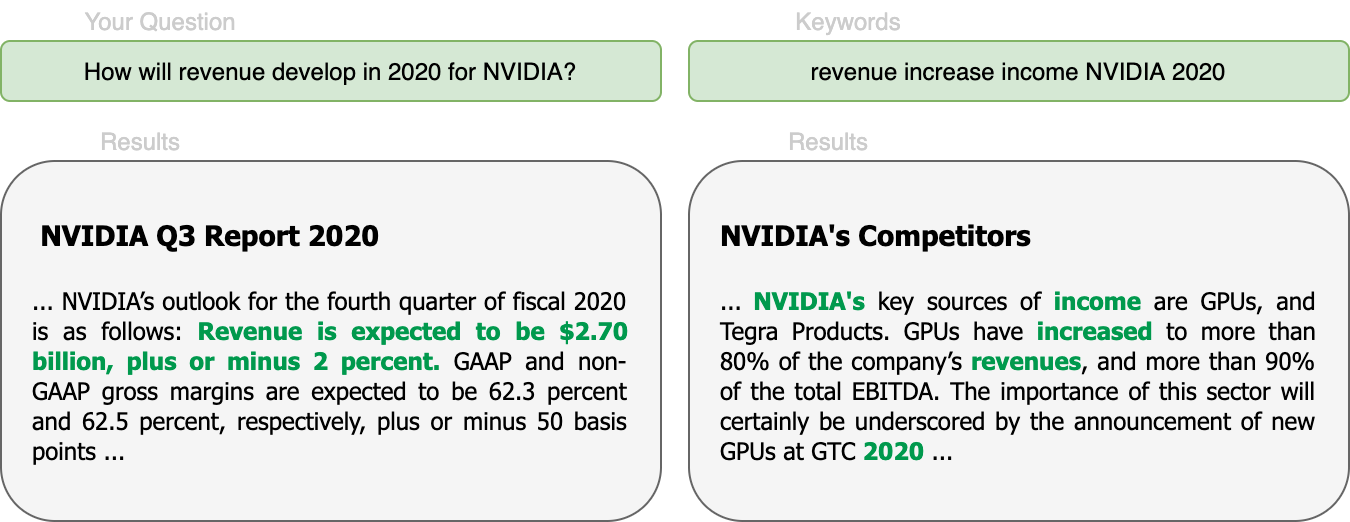 Your Question
How will revenue develop in 2020 for NVIDIA?
Results
NVIDIA Q3 Report 2020
... NVIDIA’s outlook for the fourth quarter of fiscal 2020
is as follows: Revenue is expected to be $2.70
billion, plus or minus 2 percent. GAAP and non-
GAAP gross margins are expected to be 62.3 percent
and 62.5 percent, respectively, plus or minus 50 basis
points ...
Keywords
revenue increase income NVIDIA 2020
Results
NVIDIA's Competitors
... NVIDIA's key sources of income are GPUs, and
Tegra Products. GPUs have increased to more than
80% of the company’s revenues, and more than 90%
of the total EBITDA. The importance of this sector will
certainly be underscored by the announcement of new
GPUs at GTC 2020 ...